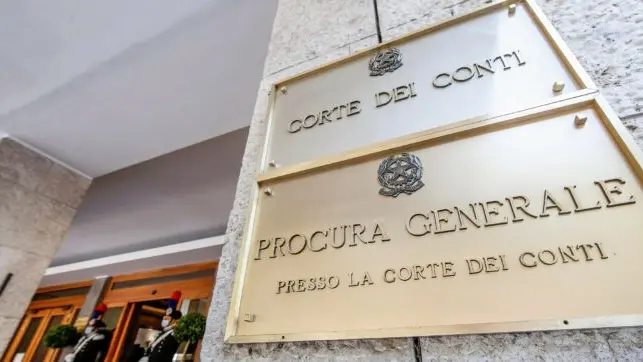 CORTE DEI CONTI
PROCURA GENERALE
PRESSO LA CORTE DEI CONTI